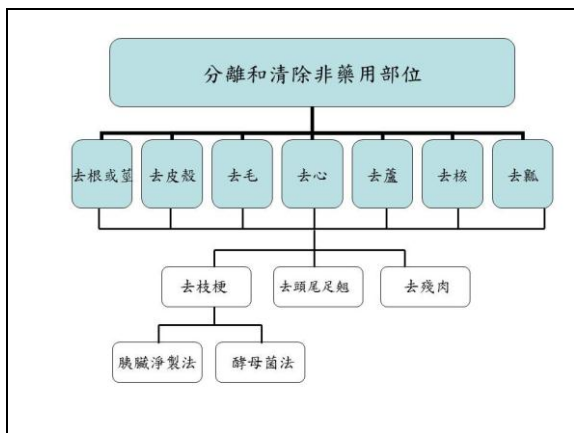 分離和清除非藥用部位
去根或莖
去皮殼
去毛
去心
去蘆
去核
去瓤
去枝梗
去頭尾足翅
去殘肉
胰臟淨製法
酵母菌法